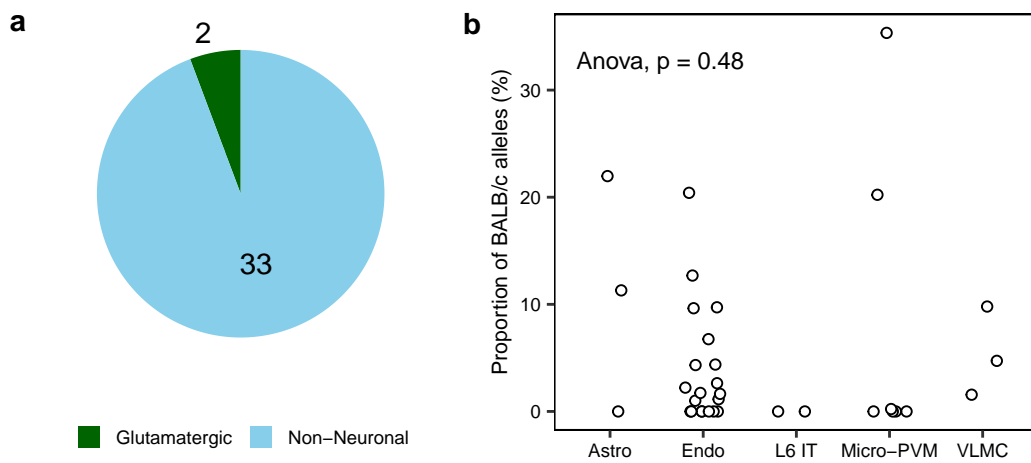 a
2
33
Glutamatergic
Non−Neuronal
b
Proportion of BALB/c alleles (%)
Anova, p = 0.48
30
20
10
0
Astro
Endo
L6 IT
Micro−PVM
VLMC